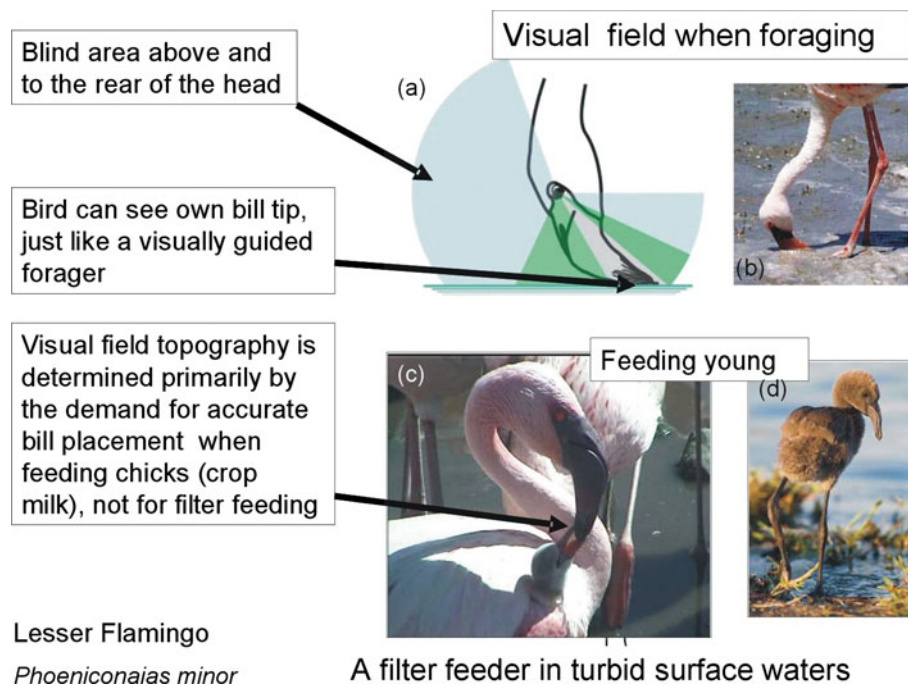 Visual field when foraging
Blind area above and
to the rear of the head
(a)
Bird can see own bill tip,
just like a visually guided
forager
(b)
Visual field topography is
determined primarily by
the demand for accurate
bill placement when
feeding chicks (crop
milk), not for filter feeding
Feeding young
(c)
(d)
Lesser Flamingo
Phoeniconaias minor
A filter feeder in turbid surface waters